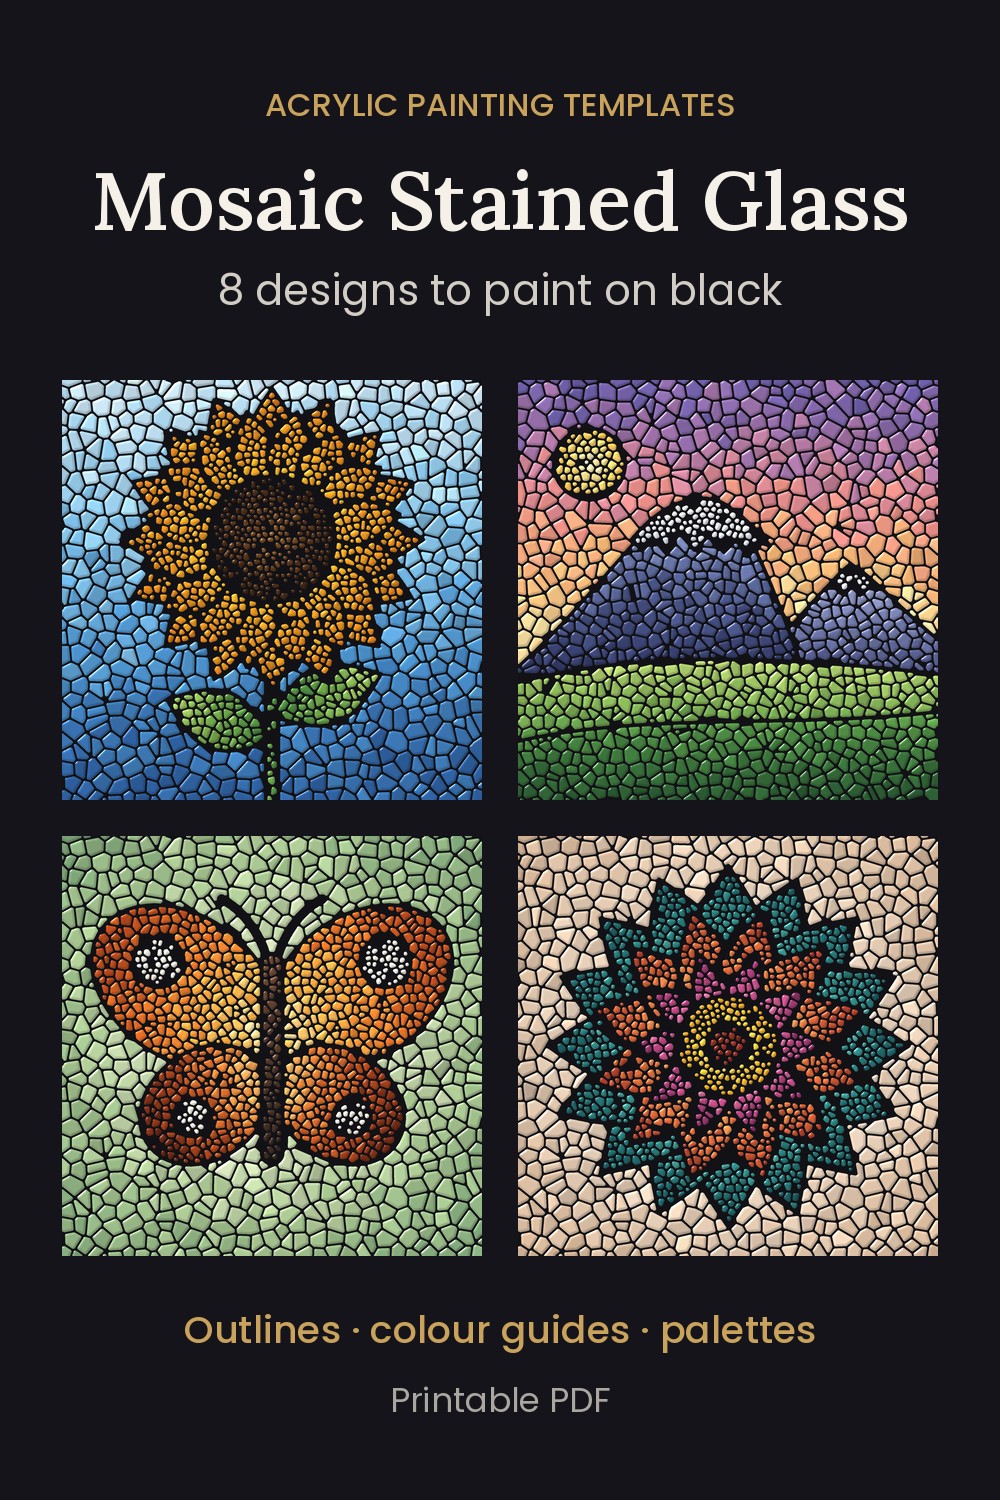 ACRYLIC PAINTING TEMPLATES
Mosaic Stained Glass
8 designs to paint on black
Outlines · colour guides · palettes
Printable PDF